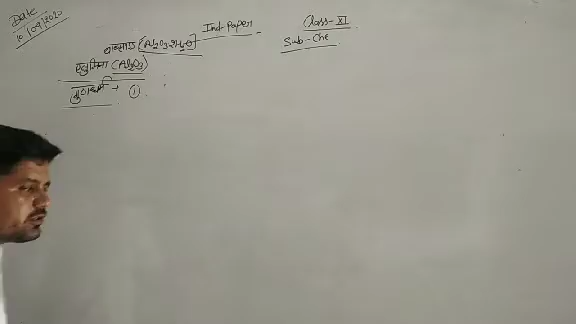 Date
10/09/2020
Ind-Paper
Class-XI
Sub-Che
बाक्साइट (Al2O3.2H2O)
एलुमिना (Al2O3)
①